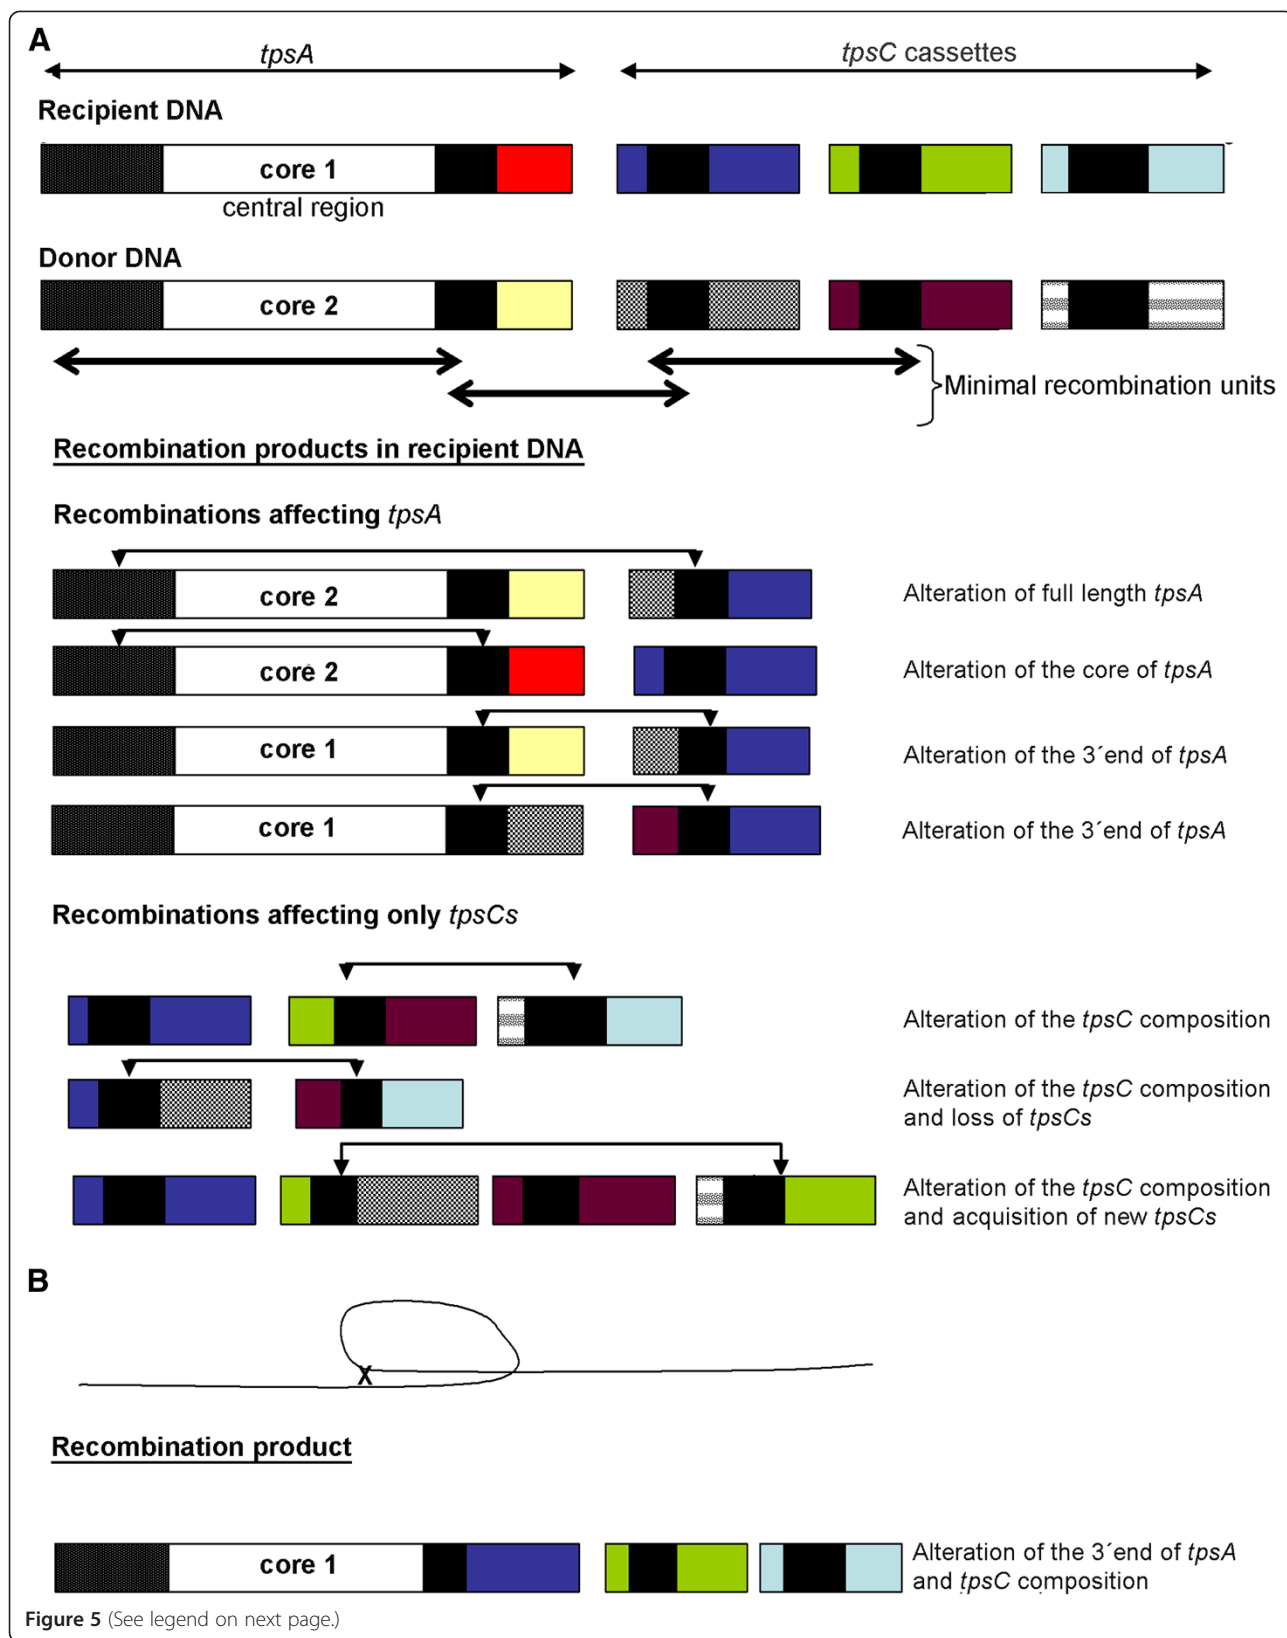 A
tpsA
tpsC cassettes
Recipient DNA
core 1
central region
Donor DNA
core 2
Minimal recombination units
Recombination products in recipient DNA
Recombinations affecting tpsA
core 2
Alteration of full length tpsA
core 2
Alteration of the core of tpsA
core 1
Alteration of the 3´end of tpsA
core 1
Alteration of the 3´end of tpsA
Recombinations affecting only tpsCs
Alteration of the tpsC composition
Alteration of the tpsC composition
and loss of tpsCs
Alteration of the tpsC composition
and acquisition of new tpsCs
B
X
Recombination product
core 1
Alteration of the 3´end of tpsA
and tpsC composition
Figure 5 (See legend on next page.)